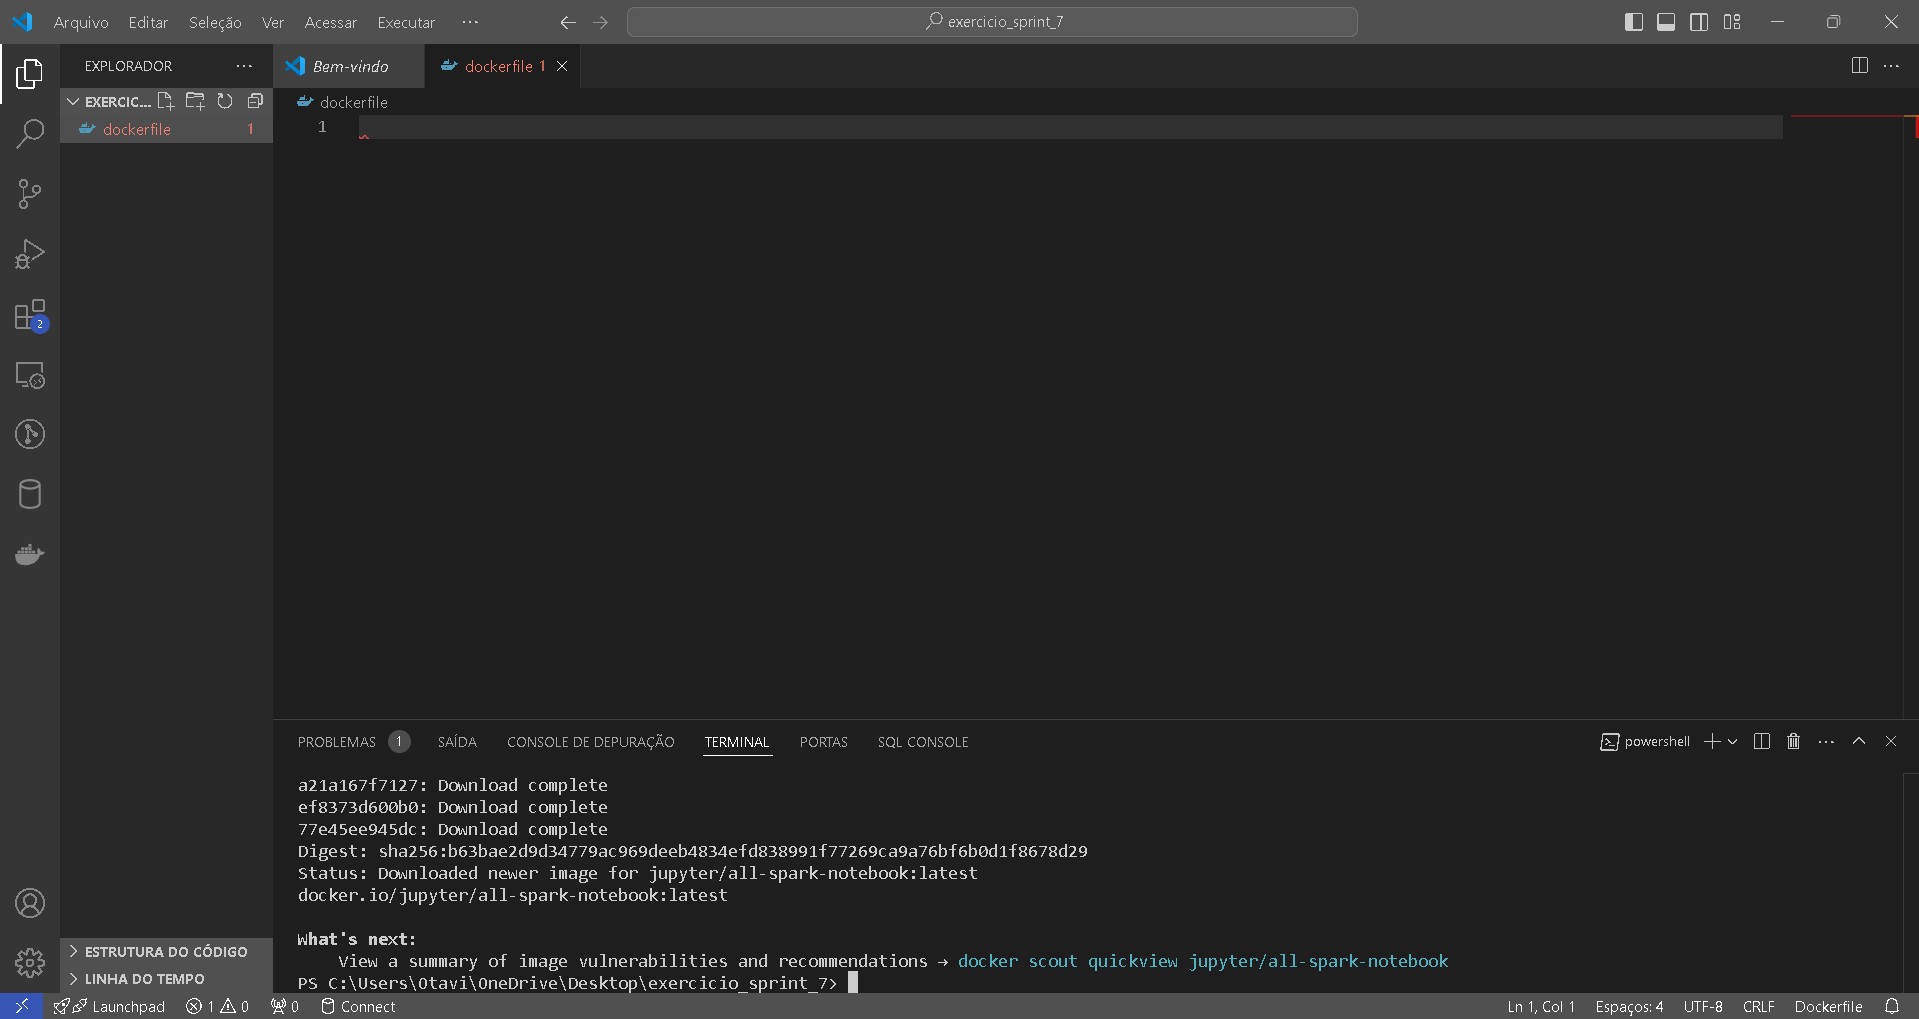 Arquivo Editar Seleção Ver Acessar Executar ··· exercicio_sprint_7
EXPLORADOR ··· Bem-vindo dockerfile 1
EXERCIC... dockerfile
dockerfile 1
1
2
PROBLEMAS 1 SAÍDA CONSOLE DE DEPURAÇÃO TERMINAL PORTAS SQL CONSOLE powershell
a21a167f7127: Download complete
ef8373d600b0: Download complete
77e45ee945dc: Download complete
Digest: sha256:b63bae2d9d34779ac969deeb4834efd838991f77269ca9a76bf6b0d1f8678d29
Status: Downloaded newer image for jupyter/all-spark-notebook:latest
docker.io/jupyter/all-spark-notebook:latest
What's next:
View a summary of image vulnerabilities and recommendations → docker scout quickview jupyter/all-spark-notebook
PS C:\Users\Otavi\OneDrive\Desktop\exercicio_sprint_7>
ESTRUTURA DO CÓDIGO
LINHA DO TEMPO
Launchpad 1 0 0 Connect Ln 1, Col 1 Espaços: 4 UTF-8 CRLF Dockerfile